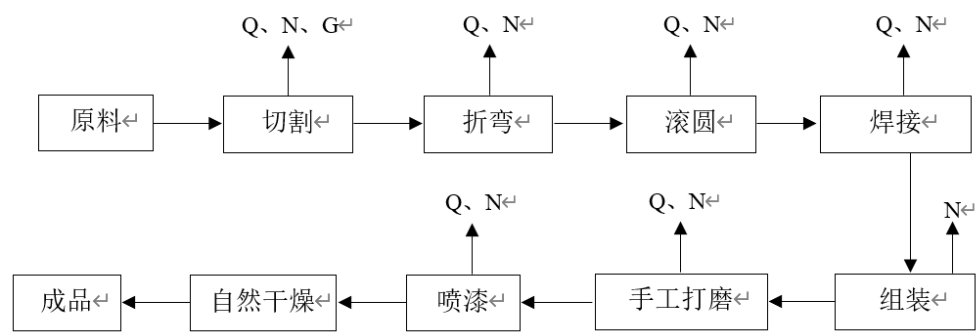 Q、N、G↵
Q、N↵
Q、N↵
Q、N↵
原料↵
切割↵
折弯↵
滚圆↵
焊接↵
Q、N↵
Q、N↵
N↵
成品↵
自然干燥↵
喷漆↵
手工打磨↵
组装↵